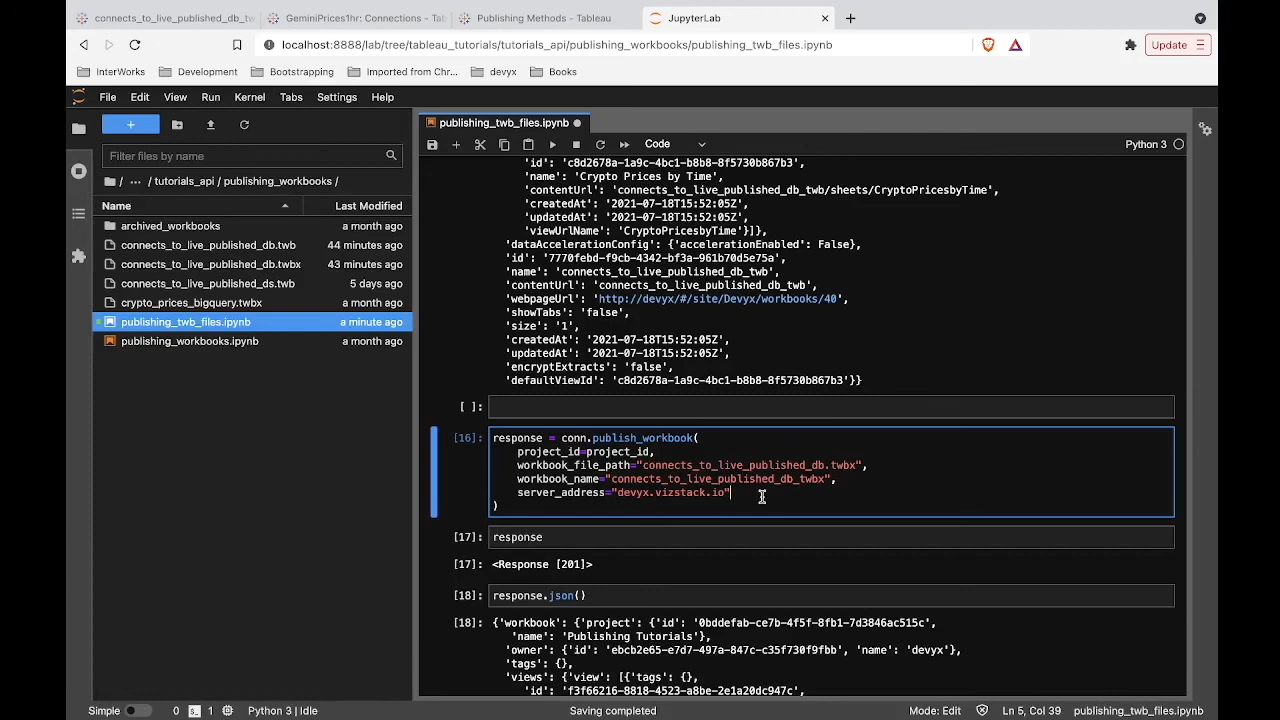 connects_to_live_published_db_tw
GeminiPrices1hr: Connections - Tab
Publishing Methods - Tableau
JupyterLab
localhost:8888/lab/tree/tableau_tutorials/tutorials_api/publishing_workbooks/publishing_twb_files.ipynb
Update
InterWorks
Development
Bootstrapping
Imported from Chr...
devyx
Books
File Edit View Run Kernel Tabs Settings Help
publishing_twb_files.ipynb
Code
Python 3
Filter files by name
/ ... / tutorials_api / publishing_workbooks /
Name Last Modified
archived_workbooks a month ago
connects_to_live_published_db.twb 44 minutes ago
connects_to_live_published_db.twbx 43 minutes ago
connects_to_live_published_ds.twb 5 days ago
crypto_prices_bigquery.twbx a month ago
publishing_twb_files.ipynb a minute ago
publishing_workbooks.ipynb a month ago
'id': 'c8d2678a-1a9c-4bc1-b8b8-8f5730b867b3',
'name': 'Crypto Prices by Time',
'contentUrl': 'connects_to_live_published_db_twb/sheets/CryptoPricesbyTime',
'createdAt': '2021-07-18T15:52:05Z',
'updatedAt': '2021-07-18T15:52:05Z',
'viewUrlName': 'CryptoPricesbyTime'}]},
'dataAccelerationConfig': {'accelerationEnabled': False},
'id': '7770febd-f9cb-4342-bf3a-961b70d5e75a',
'name': 'connects_to_live_published_db_twb',
'contentUrl': 'connects_to_live_published_db_twb',
'webpageUrl': 'http://devyx/#/site/Devyx/workbooks/40',
'showTabs': 'false',
'size': '1',
'createdAt': '2021-07-18T15:52:05Z',
'updatedAt': '2021-07-18T15:52:05Z',
'encryptExtracts': 'false',
'defaultViewId': 'c8d2678a-1a9c-4bc1-b8b8-8f5730b867b3'}}
[ ]:
[16]: response = conn.publish_workbook(
project_id=project_id,
workbook_file_path="connects_to_live_published_db.twbx",
workbook_name="connects_to_live_published_db_twbx",
server_address="devyx.vizstack.io"
)
[17]: response
[17]: <Response [201]>
[18]: response.json()
[18]: {'workbook': {'project': {'id': '0bddefab-ce7b-4f5f-8fb1-7d3846ac515c',
'name': 'Publishing Tutorials'},
'owner': {'id': 'ebcb2e65-e7d7-497a-847c-c35f730f9fbb', 'name': 'devyx'},
'tags': {},
'views': {'view': [{'tags': {},
'id': 'f3f66216-8818-4523-a8be-2e1a20dc947c',
Simple 0 1 Python 3 | Idle Saving completed Mode: Edit Ln 5, Col 39 publishing_twb_files.ipynb